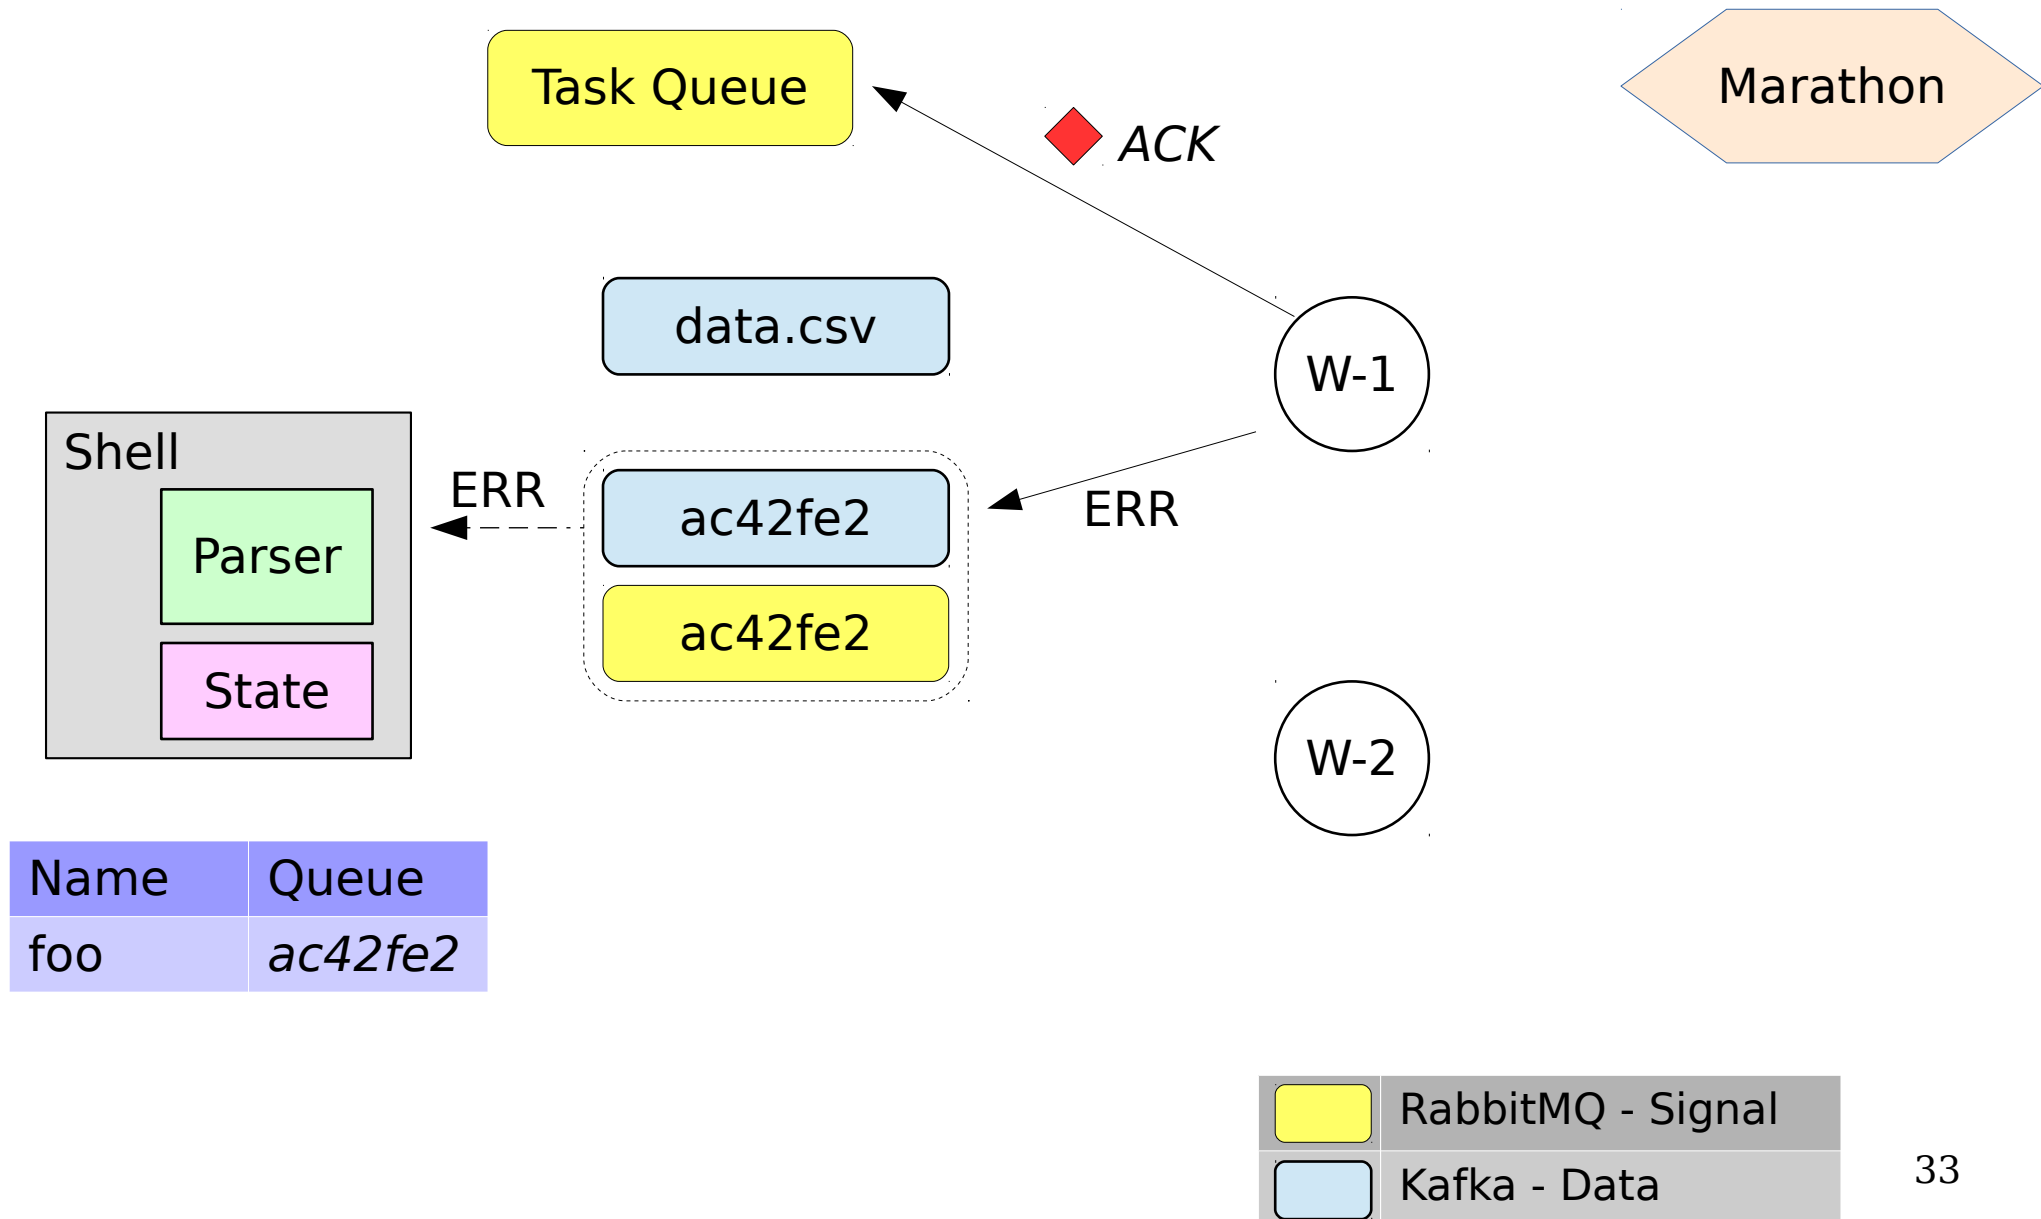 Task Queue
Marathon
ACK
data.csv
W-1
Shell
ERR
ac42fe2
ERR
Parser
ac42fe2
State
W-2
Name Queue
foo ac42fe2
RabbitMQ - Signal
Kafka - Data
33